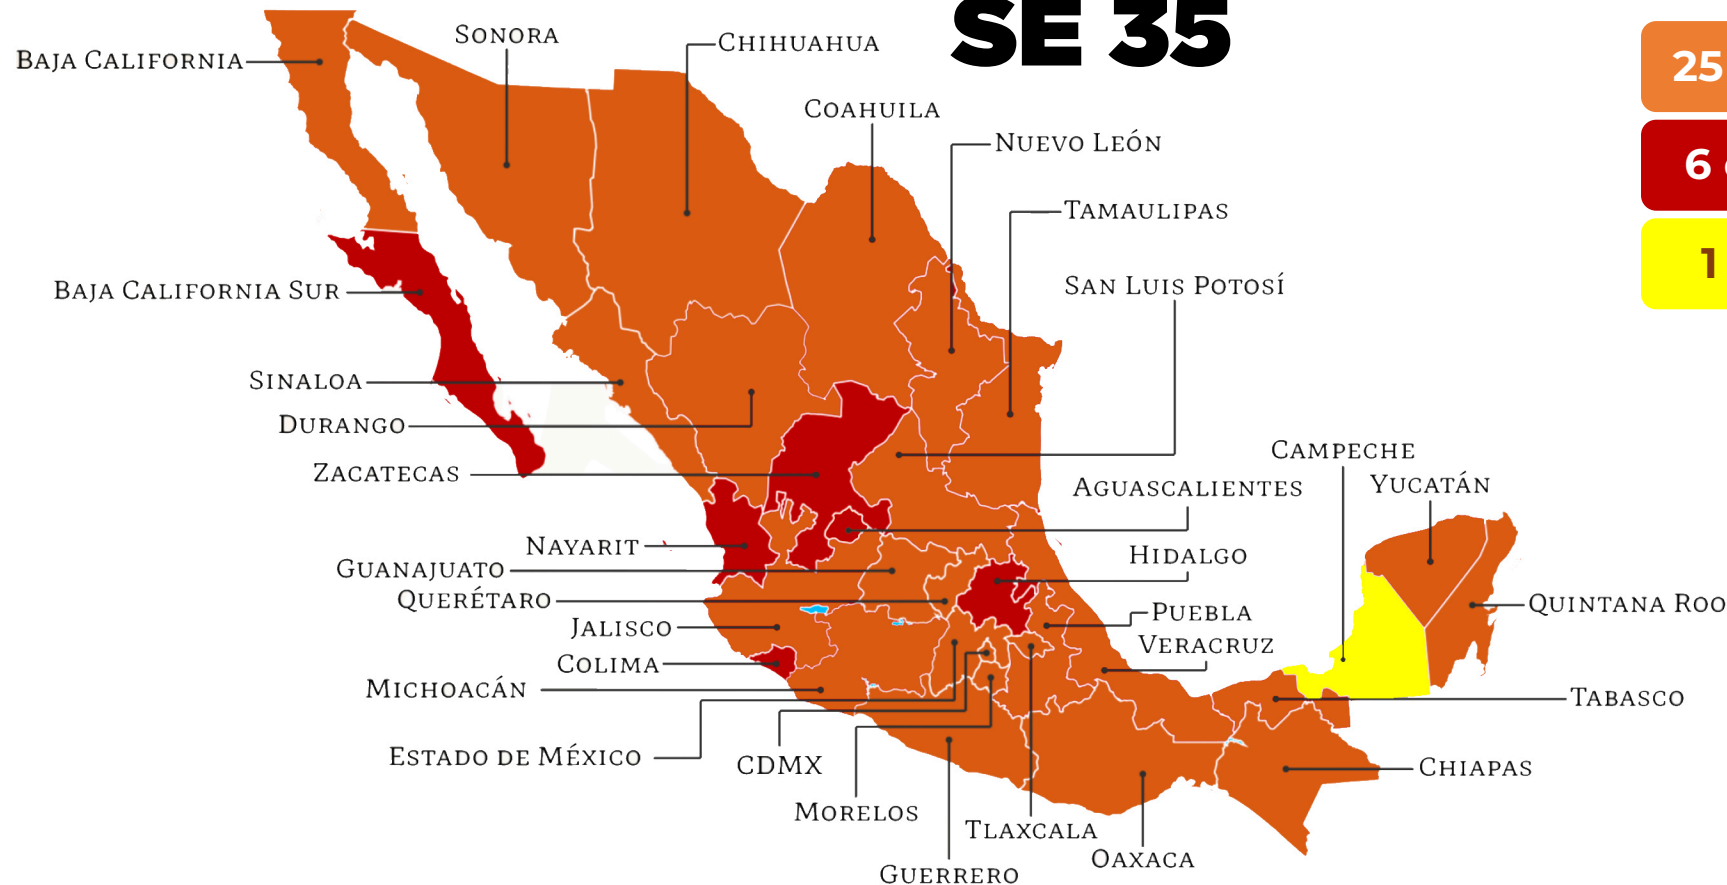 SE 35
SONORA
CHIHUAHUA
BAJA CALIFORNIA
25
COAHUILA
NUEVO LEÓN
6
TAMAULIPAS
1
SAN LUIS POTOSÍ
BAJA CALIFORNIA SUR
SINALOA
DURANGO
CAMPECHE
ZACATECAS
YUCATÁN
AGUASCALIENTES
NAYARIT
HIDALGO
GUANAJUATO
QUERÉTARO
QUINTANA ROO
PUEBLA
JALISCO
VERACRUZ
COLIMA
MICHOACÁN
TABASCO
ESTADO DE MÉXICO
CDMX
CHIAPAS
MORELOS
TLAXCALA
OAXACA
GUERRERO